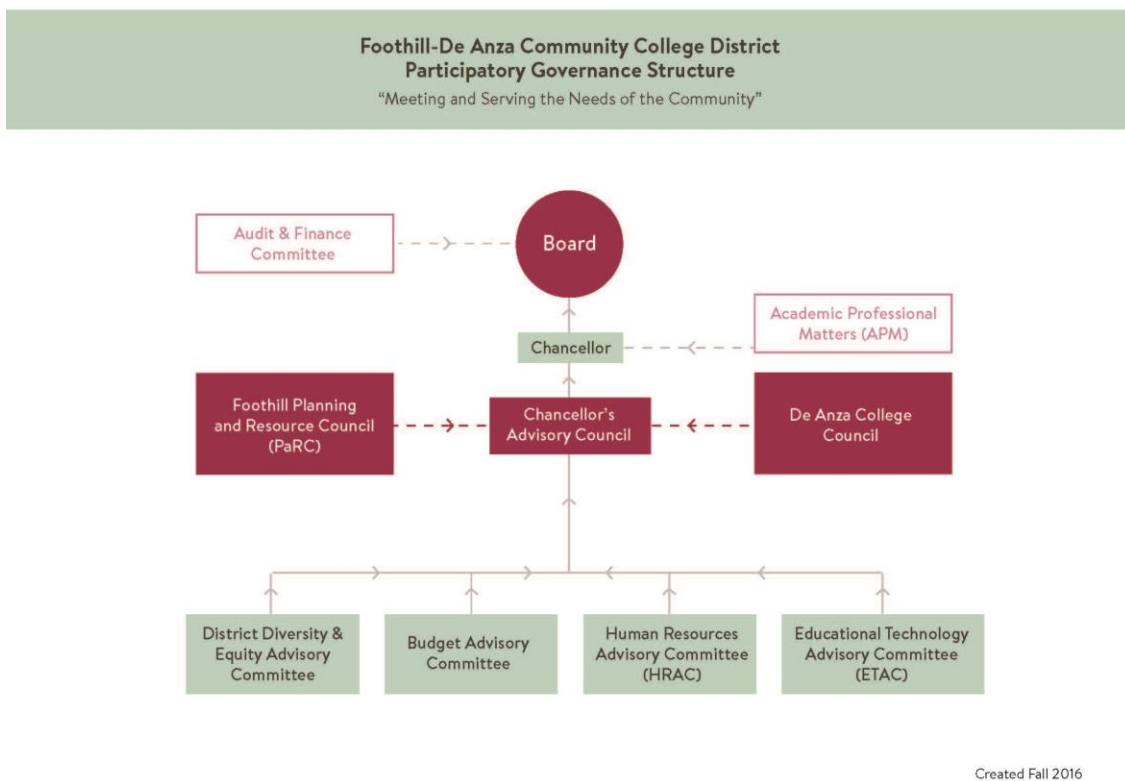 Foothill-De Anza Community College District
Participatory Governance Structure
“Meeting and Serving the Needs of the Community”
Audit & Finance
Committee
Board
Academic Professional
Matters (APM)
Chancellor
Foothill Planning
and Resource Council
(PaRC)
Chancellor’s
Advisory Council
De Anza College
Council
District Diversity &
Equity Advisory
Committee
Budget Advisory
Committee
Human Resources
Advisory Committee
(HRAC)
Educational Technology
Advisory Committee
(ETAC)
Created Fall 2016